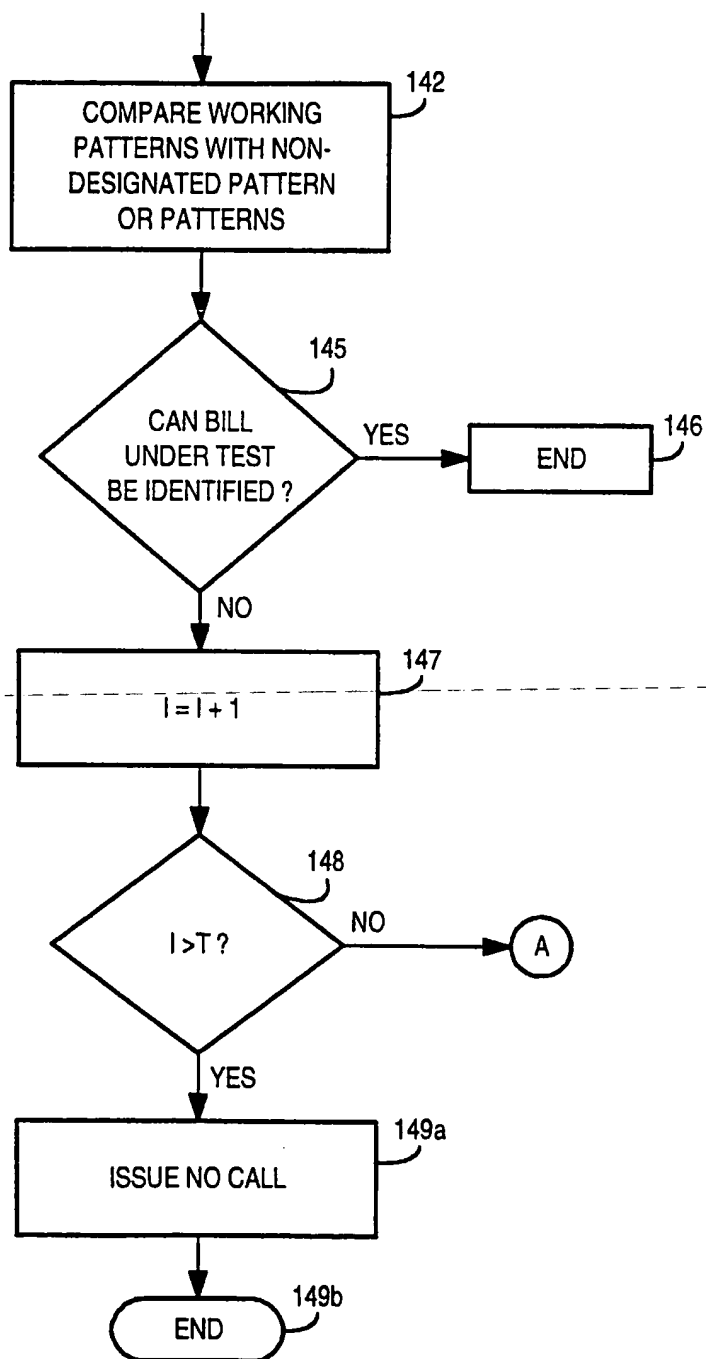 142
COMPARE WORKING
PATTERNS WITH NON-
DESIGNATED PATTERN
OR PATTERNS
145
CAN BILL
UNDER TEST
BE IDENTIFIED ?
YES
146
END
NO
147
I = I + 1
148
I >T ?
NO
A
YES
149a
ISSUE NO CALL
149b
END